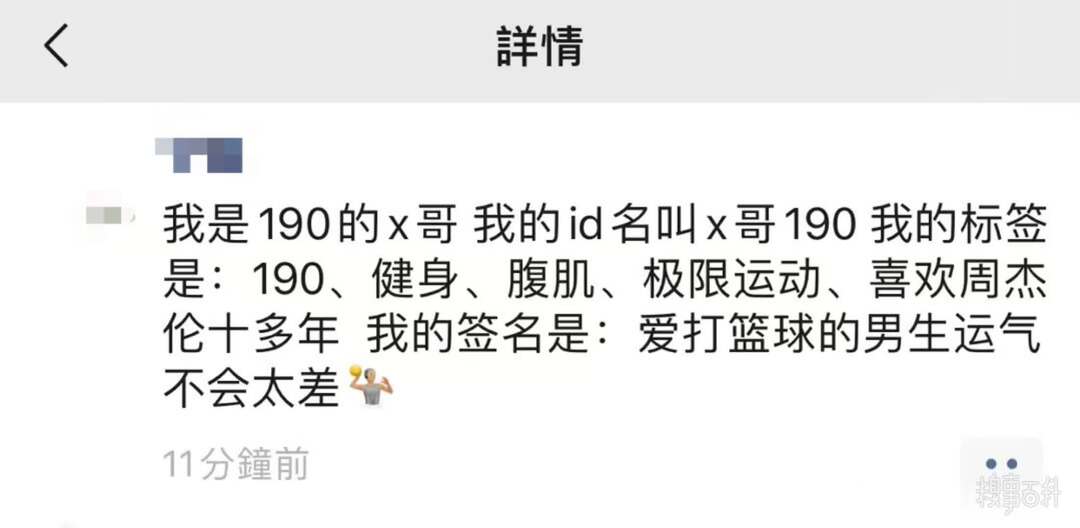 詳情
我是190的x哥 我的id名叫x哥190 我的标签
是：190、健身、腹肌、极限运动、喜欢周杰
伦十多年 我的签名是：爱打篮球的男生运气
不会太差🤾
11分鐘前